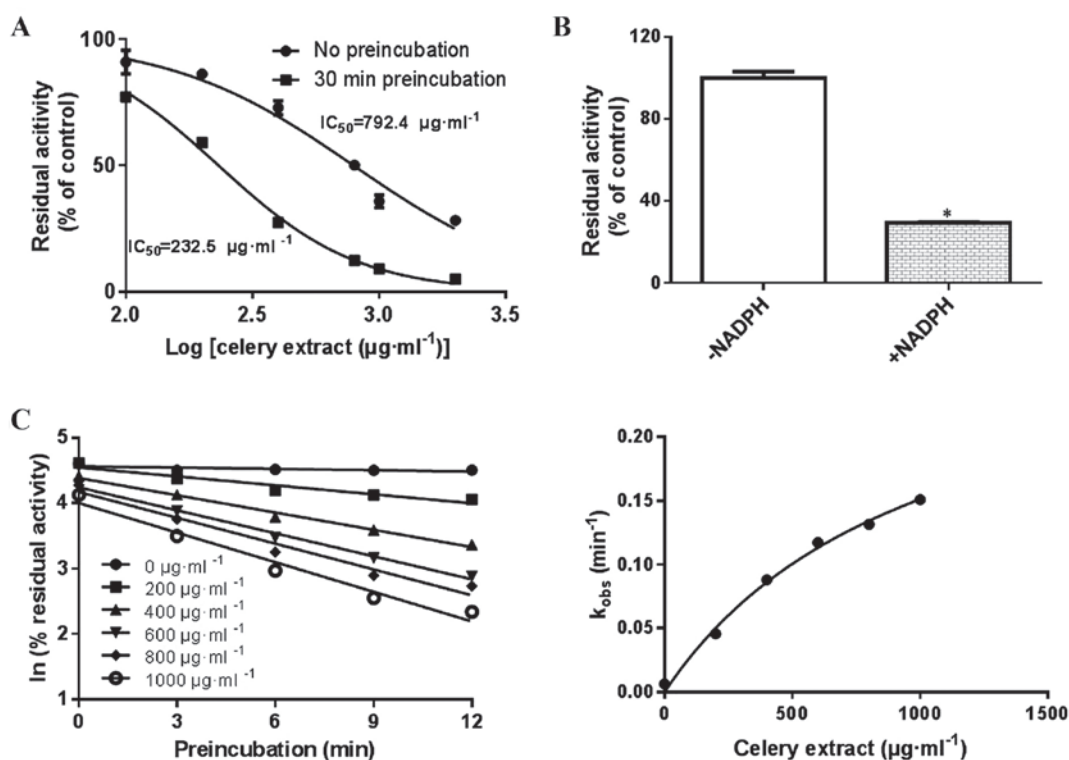 A
100
50
0
2.0
2.5
3.0
3.5
Residual acitivity
(% of control)
Log [celery extract (μg·ml⁻¹)]
No preincubation
30 min preincubation
IC₅₀=792.4 μg·ml⁻¹
IC₅₀=232.5 μg·ml⁻¹
B
120
80
40
0
Residual acitivity
(% of control)
*
-NADPH
+NADPH
C
5
4
3
2
1
0
3
6
9
12
ln (% residual activity)
Preincubation (min)
0 μg·ml⁻¹
200 μg·ml⁻¹
400 μg·ml⁻¹
600 μg·ml⁻¹
800 μg·ml⁻¹
1000 μg·ml⁻¹
0.20
0.15
0.10
0.05
0.00
0
500
1000
1500
k_obs (min⁻¹)
Celery extract (μg·ml⁻¹)